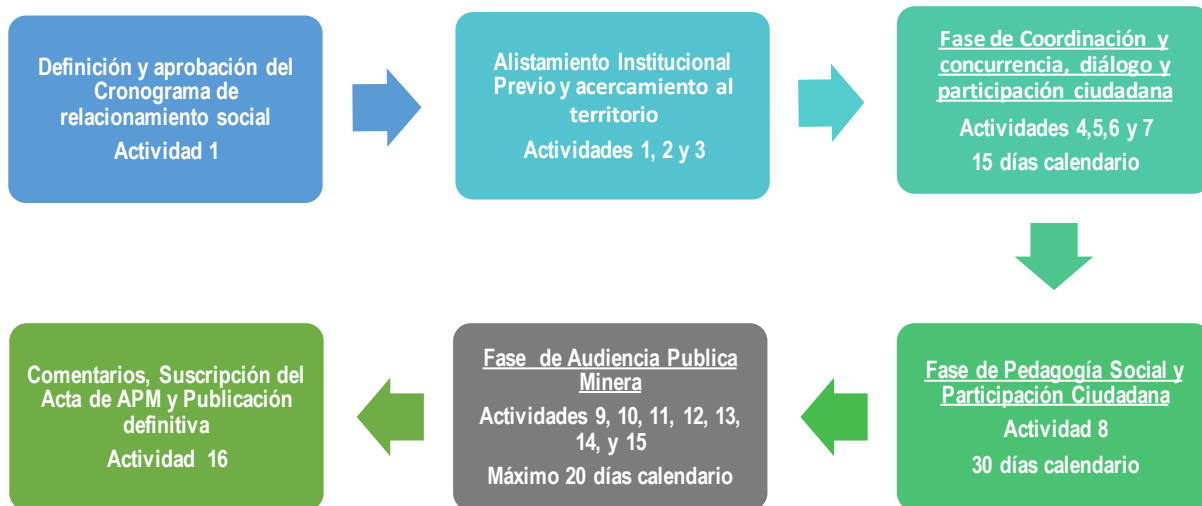 Definición y aprobación del
Cronograma de
relacionamiento social
Actividad 1
Alistamiento Institucional
Previo y acercamiento al
territorio
Actividades 1, 2 y 3
Fase de Coordinación y
concurrencia, diálogo y
participación ciudadana
Actividades 4,5,6 y 7
15 días calendario
Fase de Pedagogía Social y
Participación Ciudadana
Actividad 8
30 días calendario
Fase de Audiencia Publica
Minera
Actividades 9, 10, 11, 12, 13,
14, y 15
Máximo 20 días calendario
Comentarios, Suscripción del
Acta de APM y Publicación
definitiva
Actividad 16